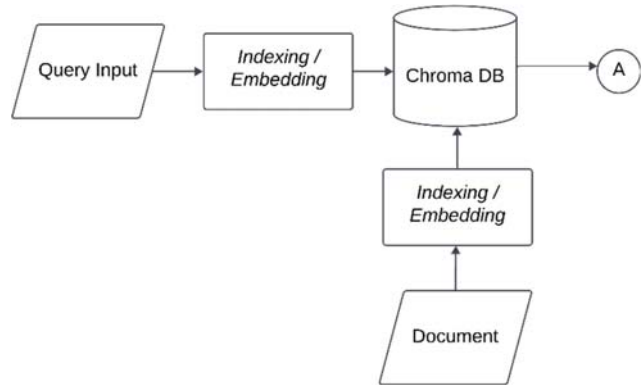 Query Input
Indexing /
Embedding
Chroma DB
A
Indexing /
Embedding
Document